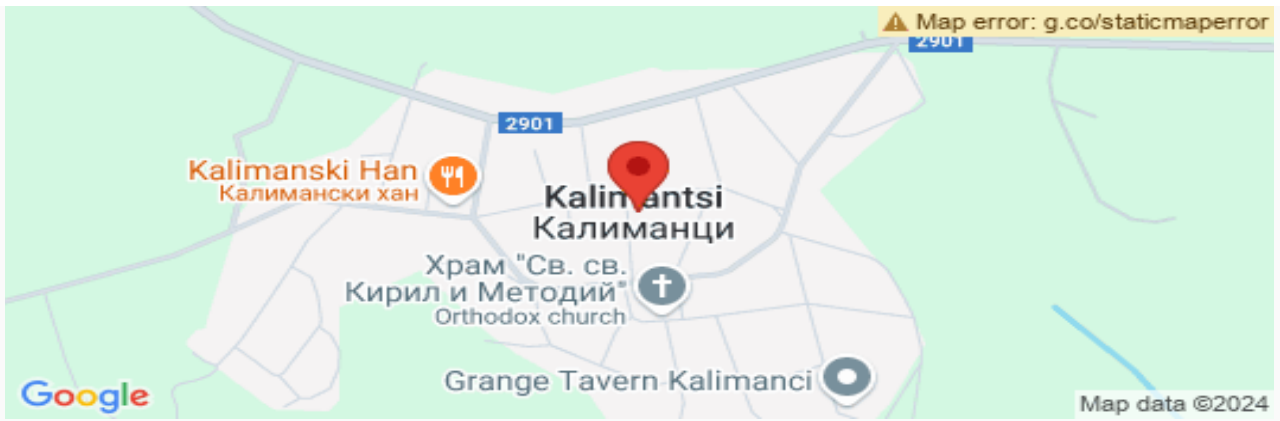 ⚠ Map error: g.co/staticmaperror
2901
2901
Kalimanski Han
Калимански хан
Kalimantsi
Калиманци
Храм "Св. св.
Кирил и Методий"
Orthodox church
Grange Tavern Kalimanci
Google
Map data ©2024